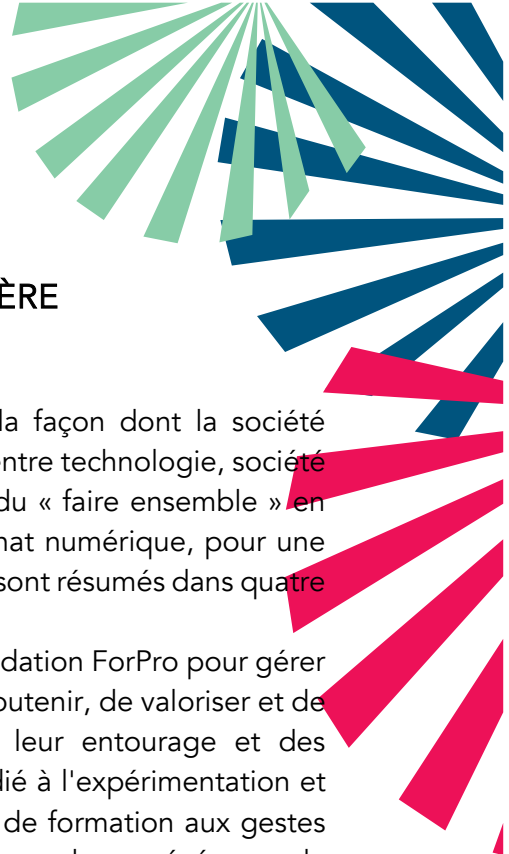 ÈRE
la façon dont la société
entre technologie, société
du « faire ensemble » en
nat numérique, pour une
sont résumés dans quatre
dation ForPro pour gérer
outenir, de valoriser et de
leur entourage et des
dié à l'expérimentation et
de formation aux gestes